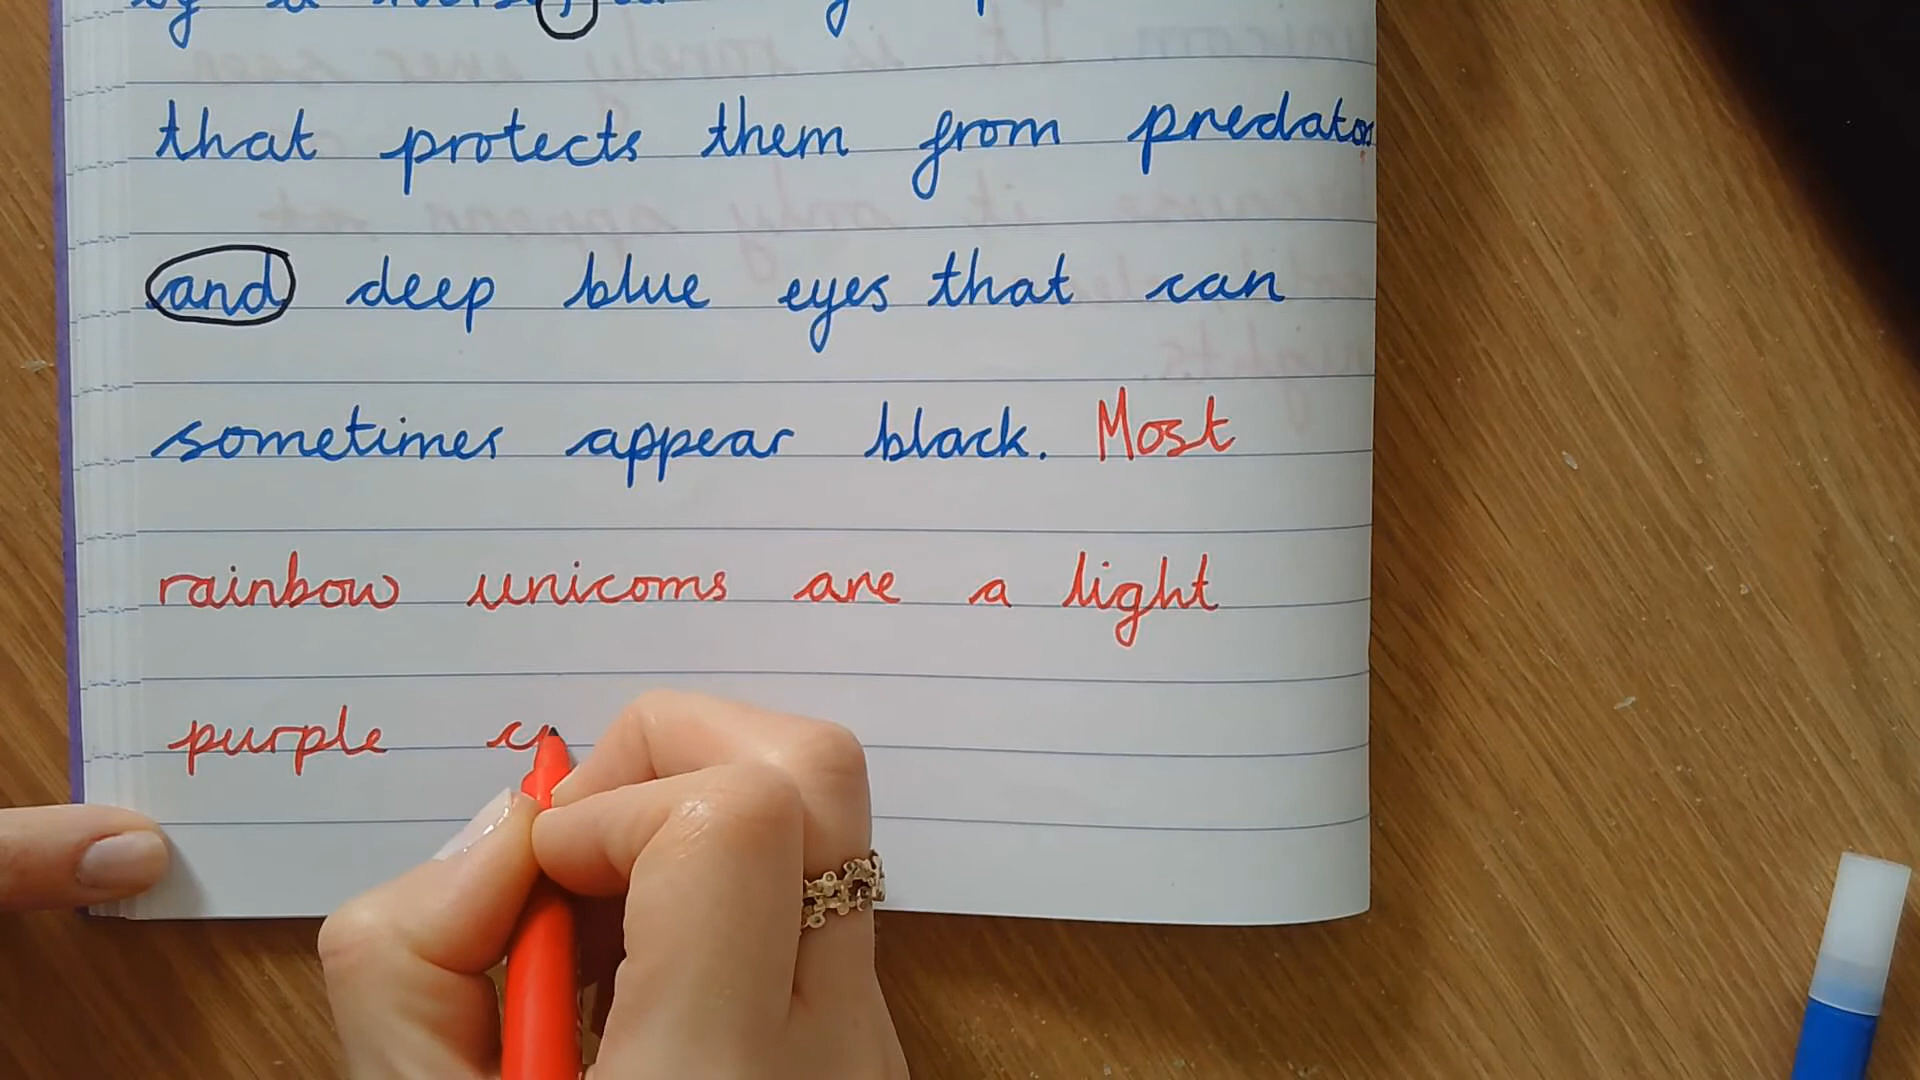 that protects them from predators
and deep blue eyes that can
sometimes appear black. Most
rainbow unicorns are a light
purple